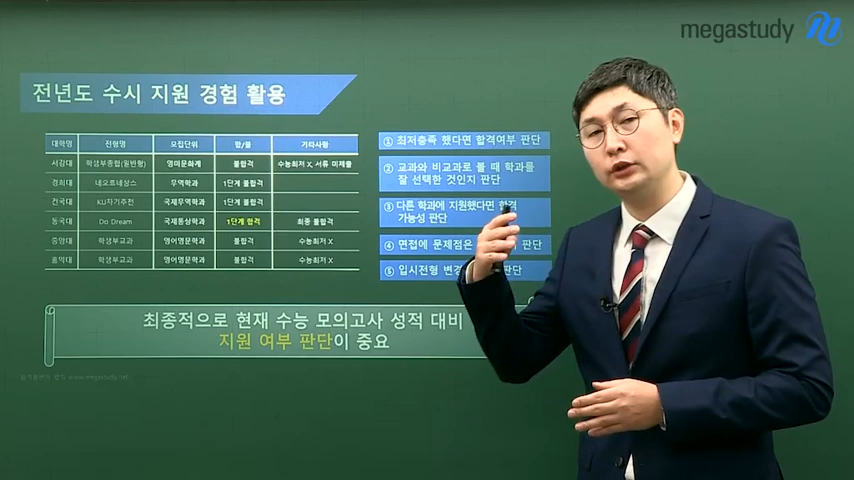 megastudy
전년도 수시 지원 경험 활용
대학명 전형명 모집단위 합/불 기타사항
서강대 학생부종합(일반형) 영미문화계 불합격 수능최저 X, 서류 미제출
경희대 네오르네상스 무역학과 1단계 불합격
건국대 KU자기추천 국제무역학과 1단계 불합격
동국대 Do Dream 국제통상학과 1단계 합격 최종 불합격
중앙대 학생부교과 영어영문학과 불합격 수능최저 X
홍익대 학생부교과 영어영문학과 불합격 수능최저 X
① 최저충족 했다면 합격여부 판단
② 교과와 비교과로 볼 때 학과를
잘 선택한 것인지 판단
③ 다른 학과에 지원했다면 합격
가능성 판단
④ 면접에 문제점은 판단
⑤ 입시전형 변경 판단
최종적으로 현재 수능 모의고사 성적 대비
지원 여부 판단이 중요
www.megastudy.net